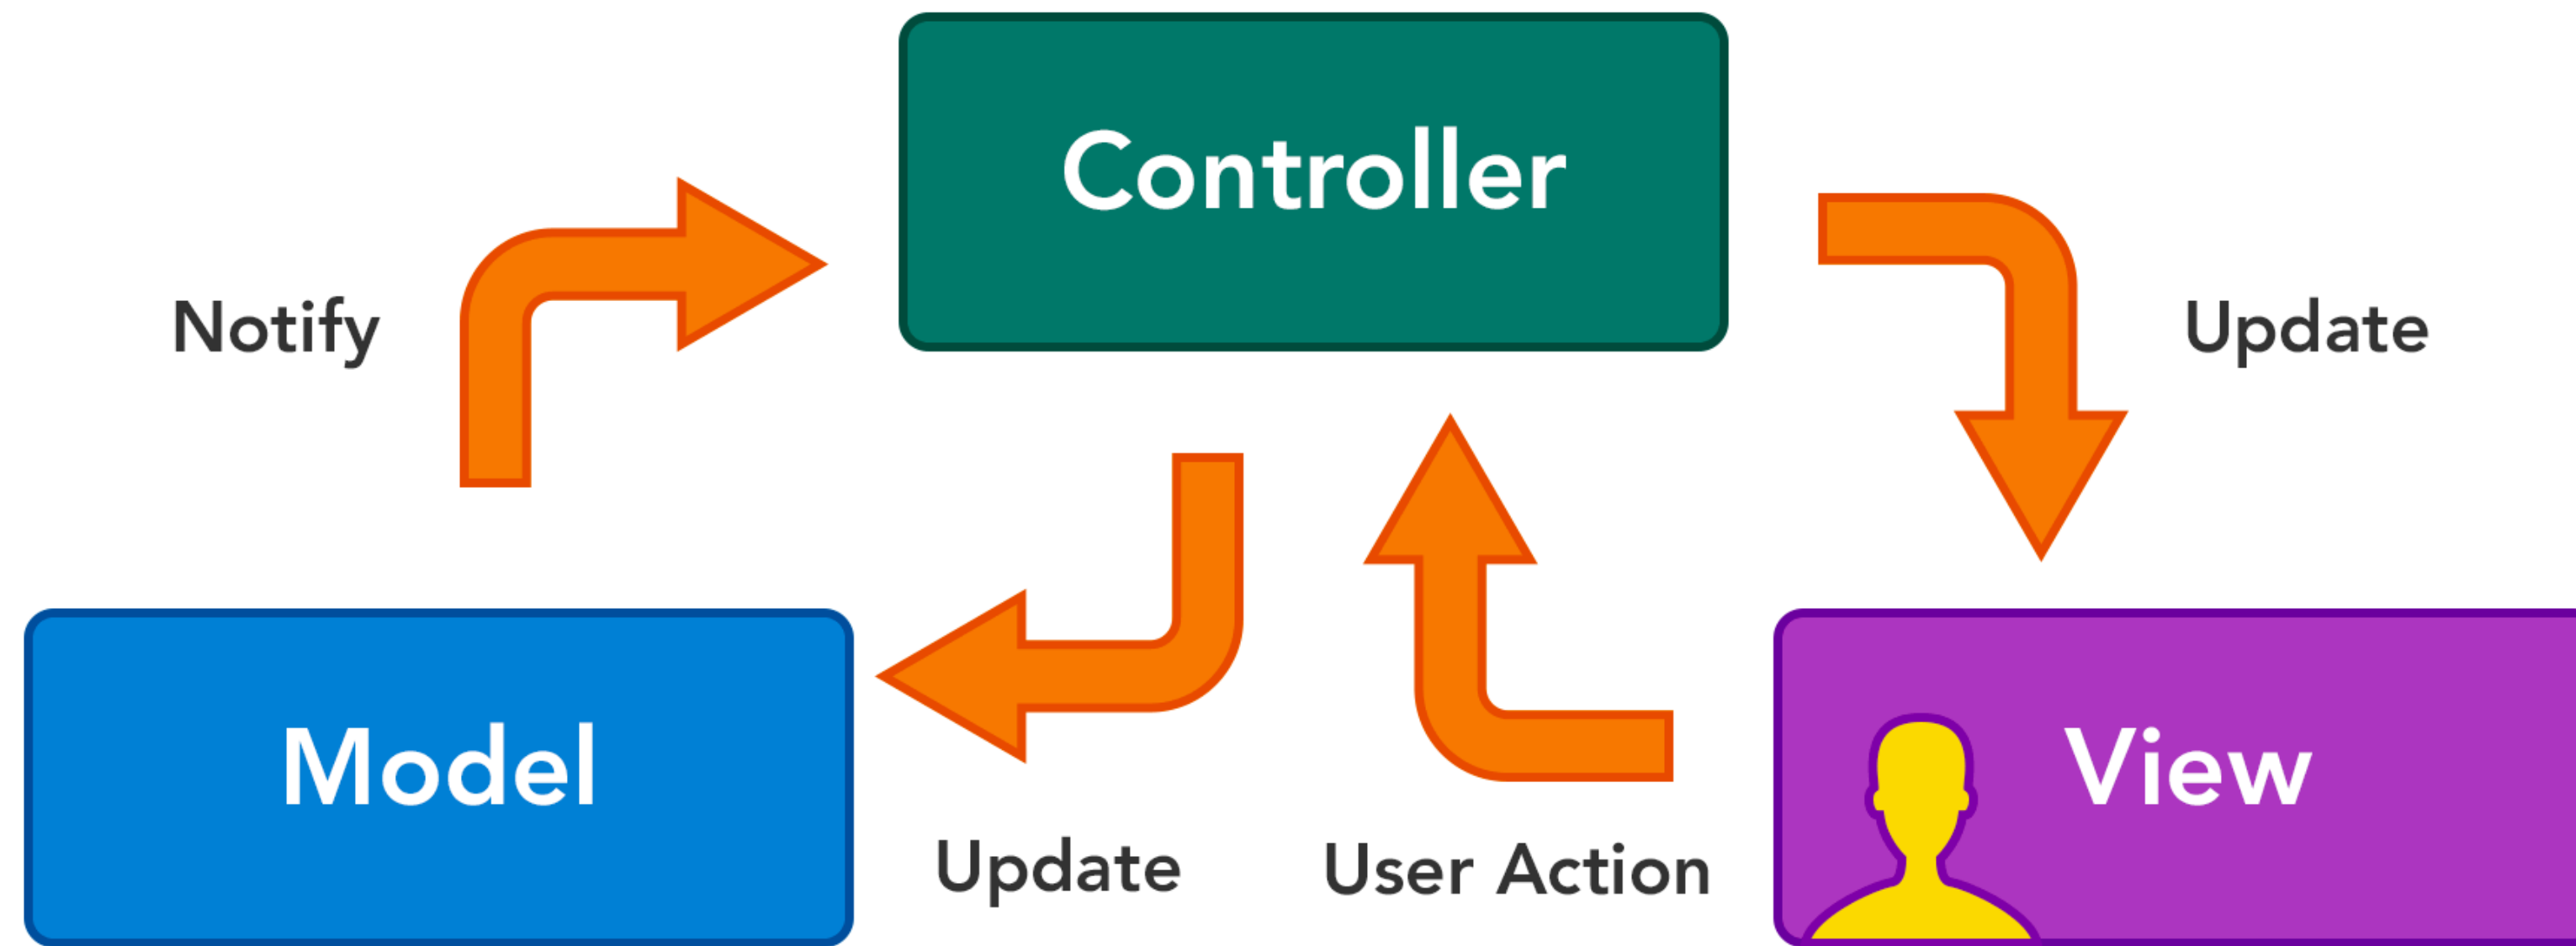 Controller
Notify
Update
Model
View
Update
User Action